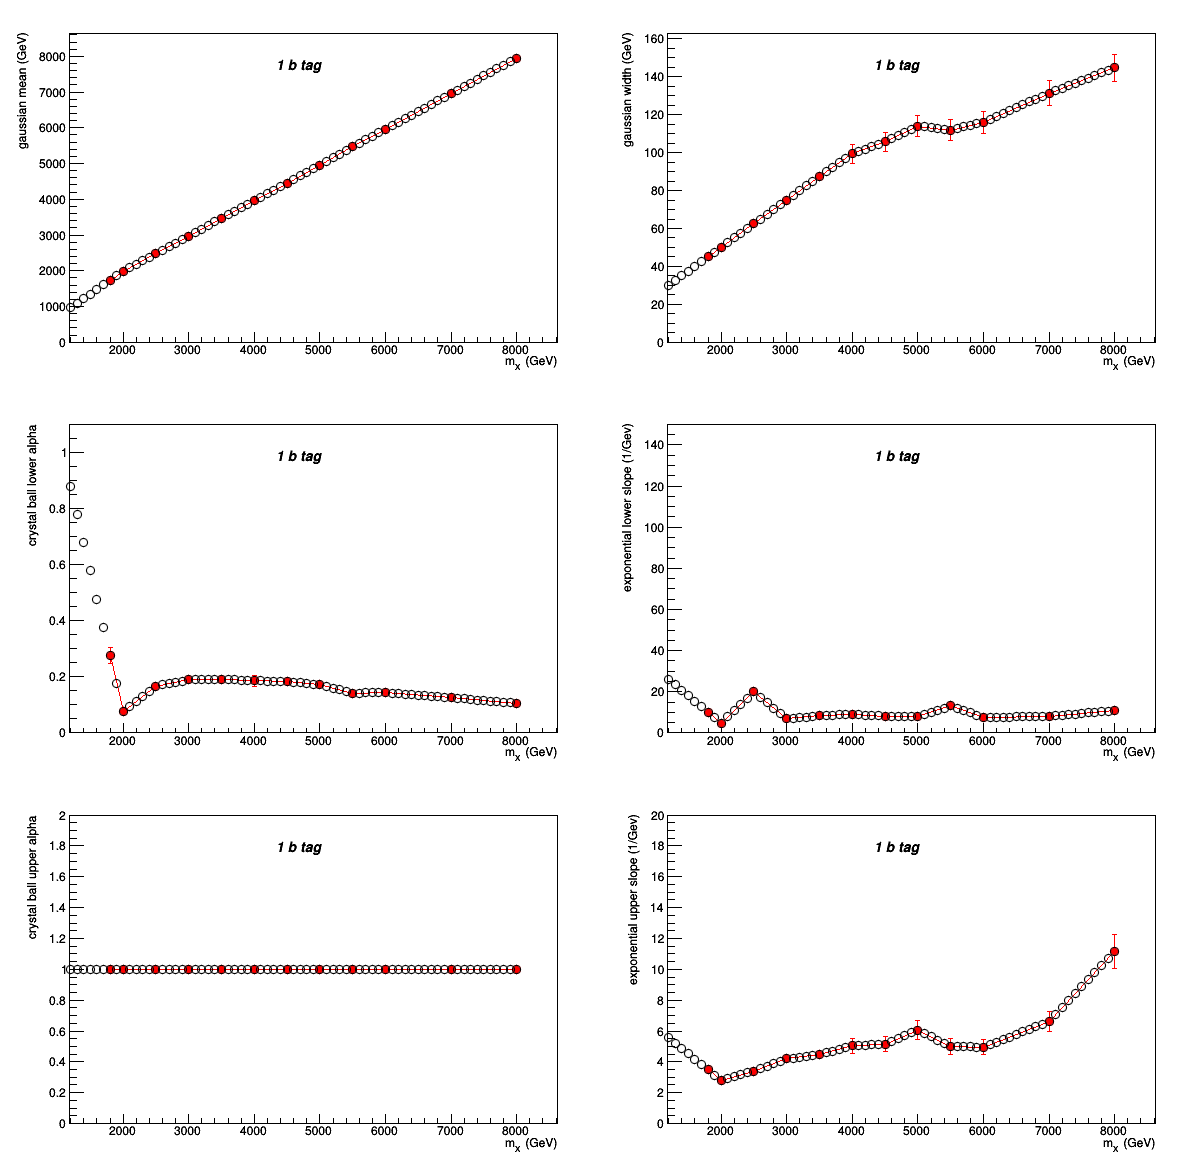 gaussian mean (GeV)
1 b tag
8000
7000
6000
5000
4000
3000
2000
1000
0
2000 3000 4000 5000 6000 7000 8000
m_x (GeV)
gaussian width (GeV)
1 b tag
160
140
120
100
80
60
40
20
0
2000 3000 4000 5000 6000 7000 8000
m_x (GeV)
crystal ball lower alpha
1 b tag
1
0.8
0.6
0.4
0.2
0
2000 3000 4000 5000 6000 7000 8000
m_x (GeV)
exponential lower slope (1/Gev)
1 b tag
140
120
100
80
60
40
20
0
2000 3000 4000 5000 6000 7000 8000
m_x (GeV)
crystal ball upper alpha
1 b tag
2
1.8
1.6
1.4
1.2
1
0.8
0.6
0.4
0.2
0
2000 3000 4000 5000 6000 7000 8000
m_x (GeV)
exponential upper slope (1/Gev)
1 b tag
20
18
16
14
12
10
8
6
4
2
0
2000 3000 4000 5000 6000 7000 8000
m_x (GeV)